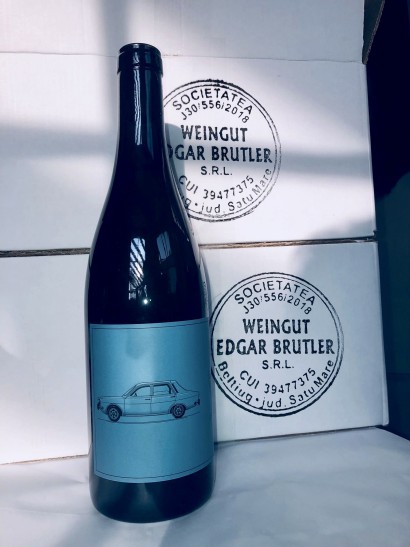 SOCIETATEA
J30/556/2018
WEINGUT
EDGAR BRUTLER
S.R.L.
CUI 39477375
jud. Satu Mare
SOCIETATEA
J30/556/2018
WEINGUT
EDGAR BRUTLER
S.R.L.
CUI 39477375
Beltiug • jud. Satu Mare